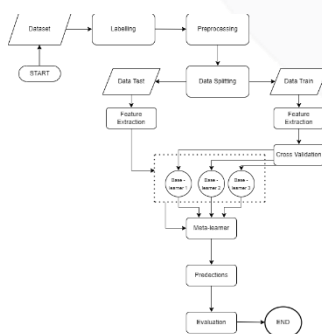 Dataset
Labelling
Preprocessing
START
Data Test
Data Splitting
Data Train
Feature
Extraction
Feature
Extraction
Cross Validation
Base -
learner 1
Base -
learner 2
Base -
learner 3
Meta-learner
Predections
Evaluation
END